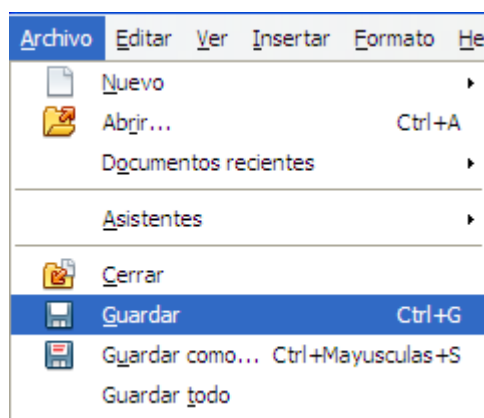 Archivo Editar Ver Insertar Formato He
Nuevo
Abrir... Ctrl+A
Documentos recientes
Asistentes
Cerrar
Guardar Ctrl+G
Guardar como... Ctrl+Mayusculas+S
Guardar todo